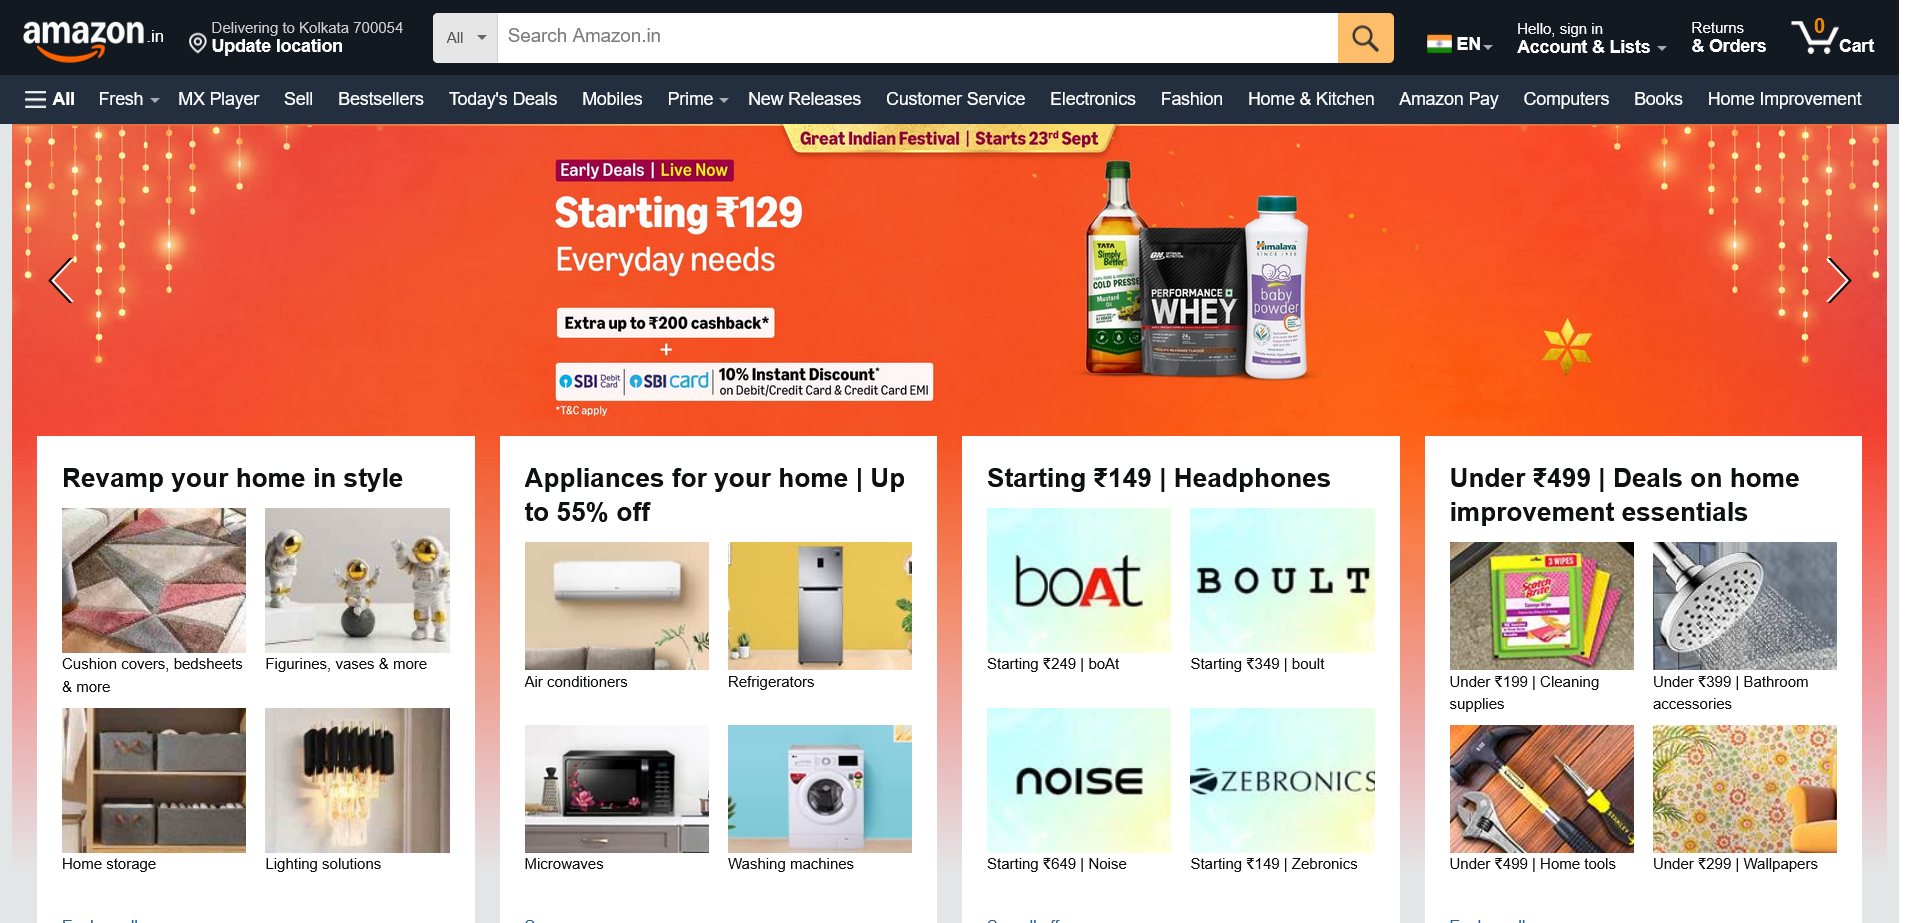 amazon.in
Delivering to Kolkata 700054
Update location
All
Search Amazon.in
EN
Hello, sign in
Account & Lists
Returns
& Orders
0
Cart
All
Fresh
MX Player
Sell
Bestsellers
Today's Deals
Mobiles
Prime
New Releases
Customer Service
Electronics
Fashion
Home & Kitchen
Amazon Pay
Computers
Books
Home Improvement
Great Indian Festival | Starts 23rd Sept
Early Deals | Live Now
Starting ₹129
Everyday needs
Extra up to ₹200 cashback*
+
SBI Debit Card | SBI card | 10% Instant Discount*
on Debit/Credit Card & Credit Card EMI
*T&C apply
TATA
Simply
Better
COLD PRESSE
Mustard
Oil
ON
PERFORMANCE
WHEY
Himalaya
SINCE 1930
baby
powder
Revamp your home in style
Cushion covers, bedsheets
& more
Figurines, vases & more
Home storage
Lighting solutions
Appliances for your home | Up
to 55% off
Air conditioners
Refrigerators
Microwaves
Washing machines
Starting ₹149 | Headphones
boAt
BOULT
Starting ₹249 | boAt
Starting ₹349 | boult
noise
ZEBRONICS
Starting ₹649 | Noise
Starting ₹149 | Zebronics
Under ₹499 | Deals on home
improvement essentials
3 WIPES
Scotch
Brite
Under ₹199 | Cleaning
supplies
Under ₹399 | Bathroom
accessories
STANLEY
Under ₹499 | Home tools
Under ₹299 | Wallpapers